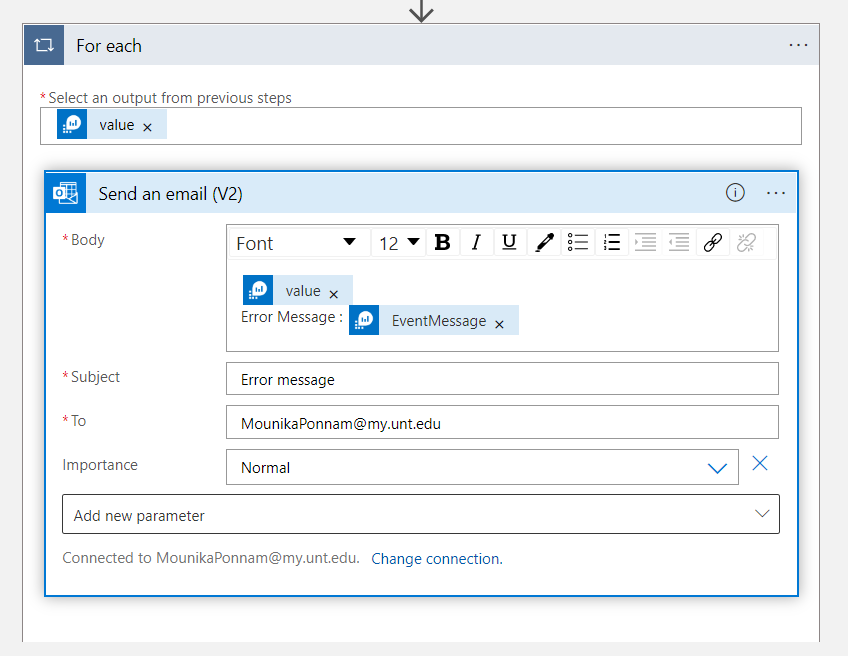 For each
* Select an output from previous steps
value ×
Send an email (V2)
* Body
Font 12 B I U
value ×
Error Message : EventMessage ×
* Subject Error message
* To MounikaPonnam@my.unt.edu
Importance Normal
Add new parameter
Connected to MounikaPonnam@my.unt.edu. Change connection.